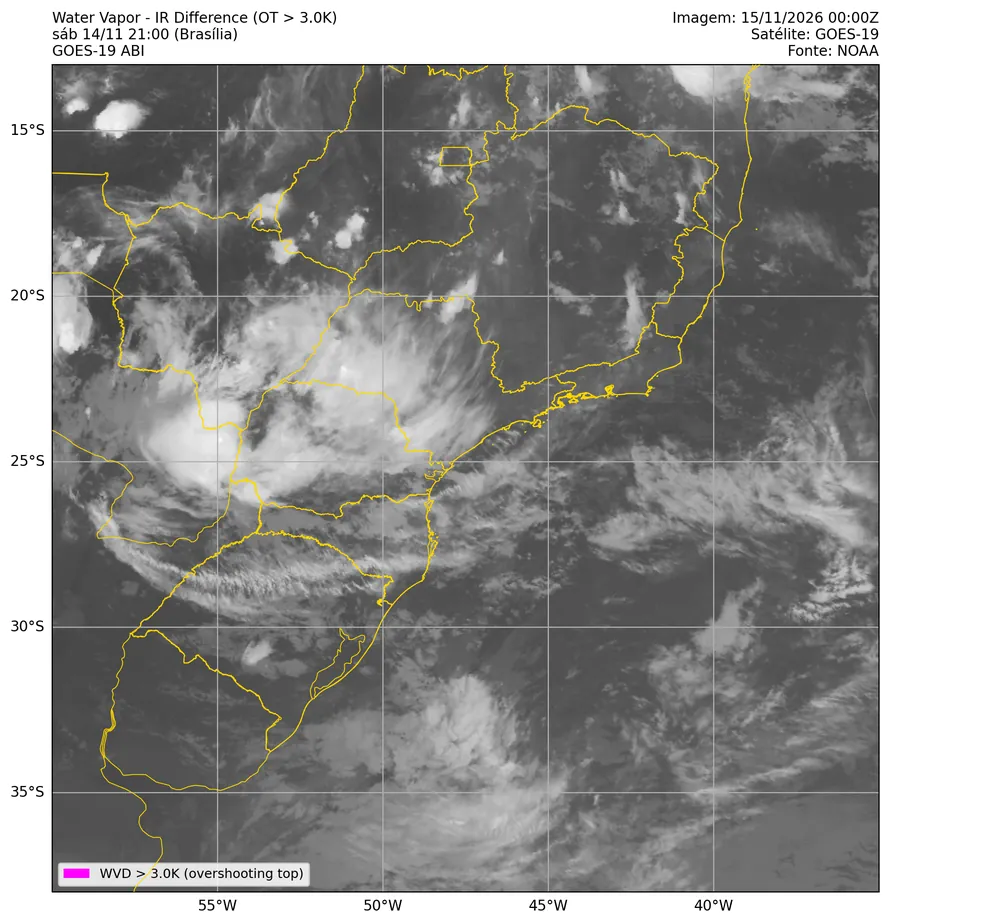 Water Vapor - IR Difference (OT > 3.0K)
sáb 14/11 21:00 (Brasília)
GOES-19 ABI
Imagem: 15/11/2026 00:00Z
Satélite: GOES-19
Fonte: NOAA
15°S
20°S
25°S
30°S
35°S
WVD > 3.0K (overshooting top)
55°W
50°W
45°W
40°W